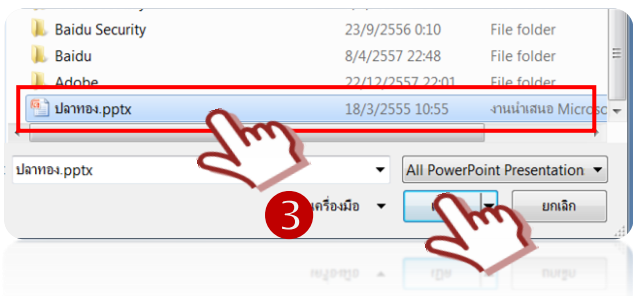 Baidu Security 23/9/2556 0:10 File folder
Baidu 8/4/2557 22:48 File folder
Adobe 22/12/2557 22:01 File folder
ปลาทอง.pptx 18/3/2555 10:55 งานนำเสนอ Microsc
ปลาทอง.pptx All PowerPoint Presentation
3 เครื่องมือ ยกเลิก